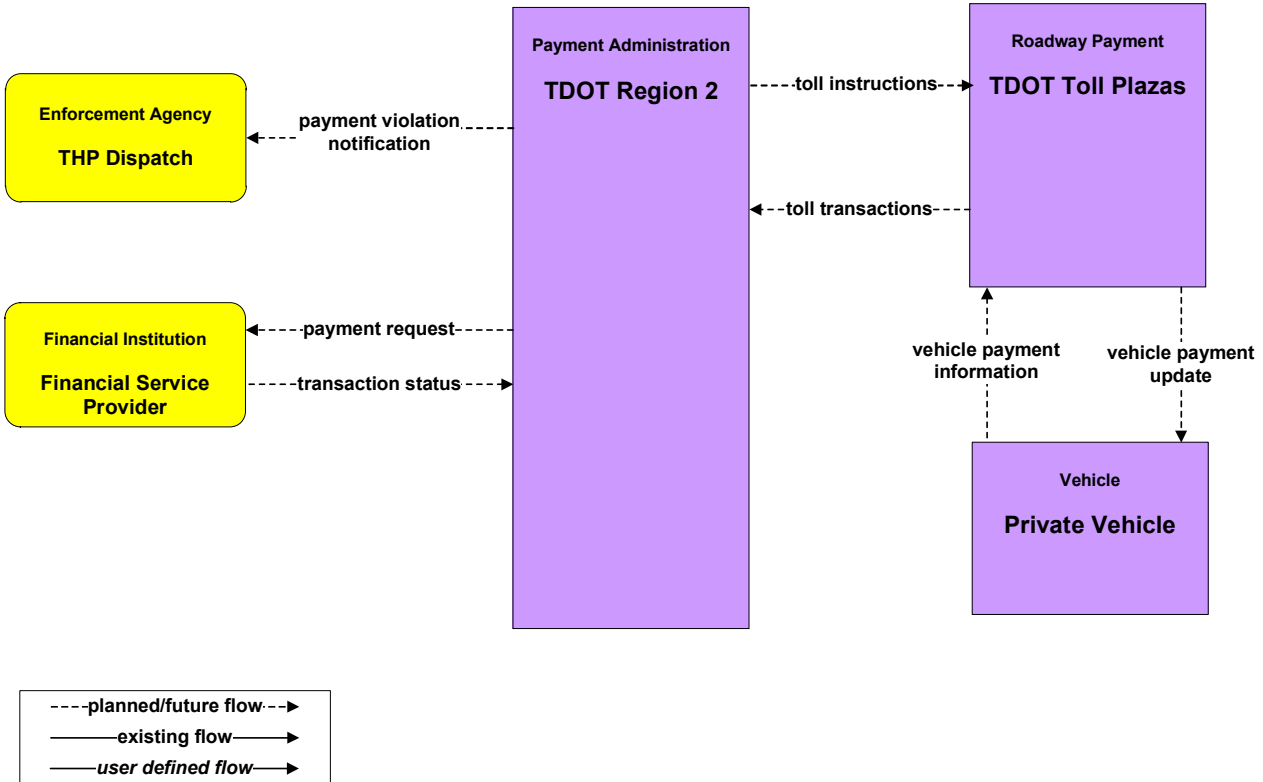 Payment Administration
TDOT Region 2
Roadway Payment
TDOT Toll Plazas
toll instructions
Enforcement Agency
THP Dispatch
payment violation
notification
toll transactions
Financial Institution
Financial Service
Provider
payment request
transaction status
vehicle payment
information
vehicle payment
update
Vehicle
Private Vehicle
planned/future flow
existing flow
user defined flow